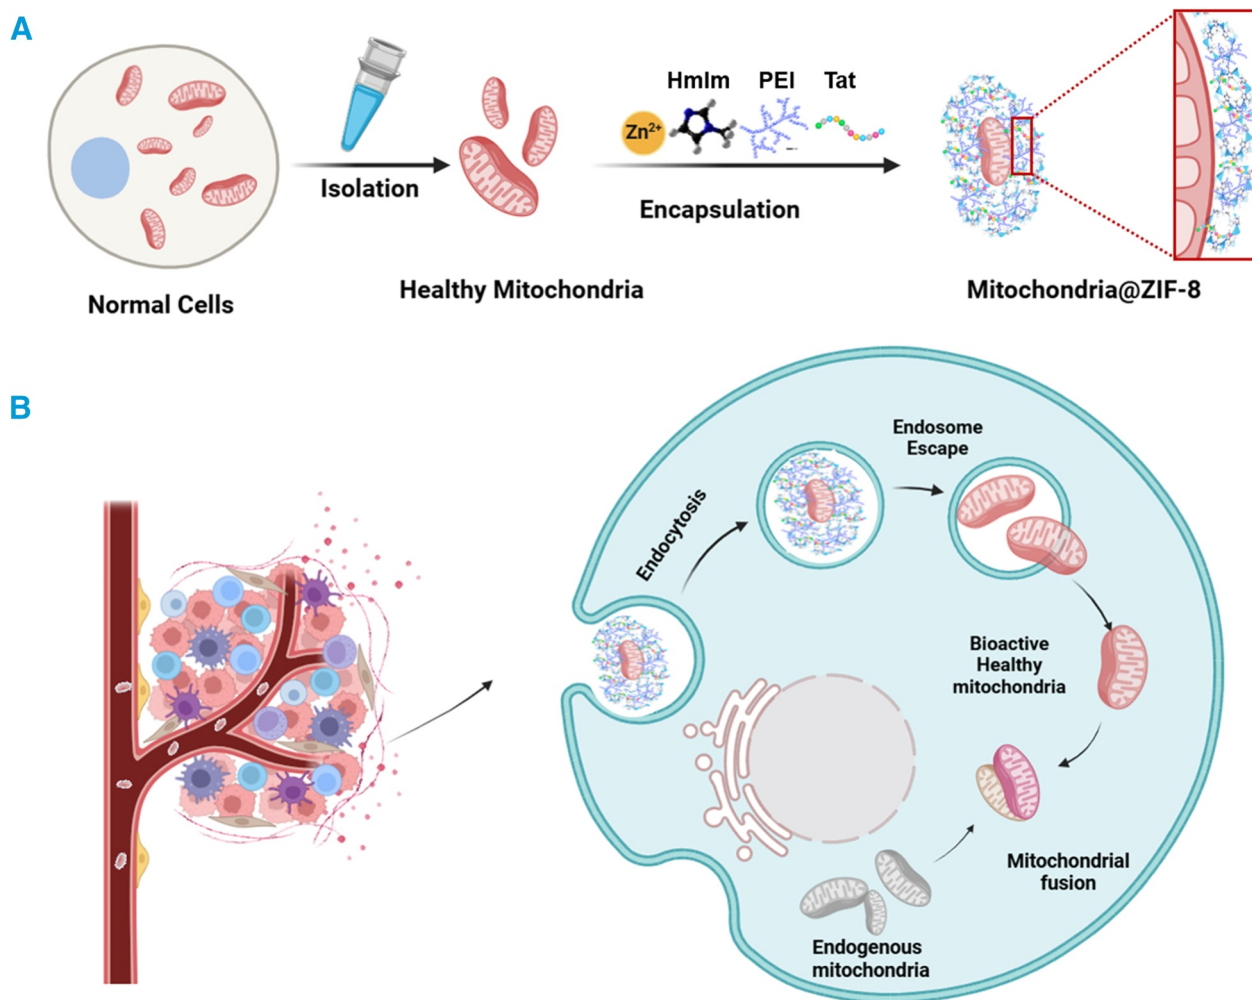 A
HmIm PEI Tat
Zn2+
Isolation
Encapsulation
Normal Cells
Healthy Mitochondria
Mitochondria@ZIF-8
B
Endocytosis
Endosome
Escape
Bioactive
Healthy
mitochondria
Mitochondrial
fusion
Endogenous
mitochondria